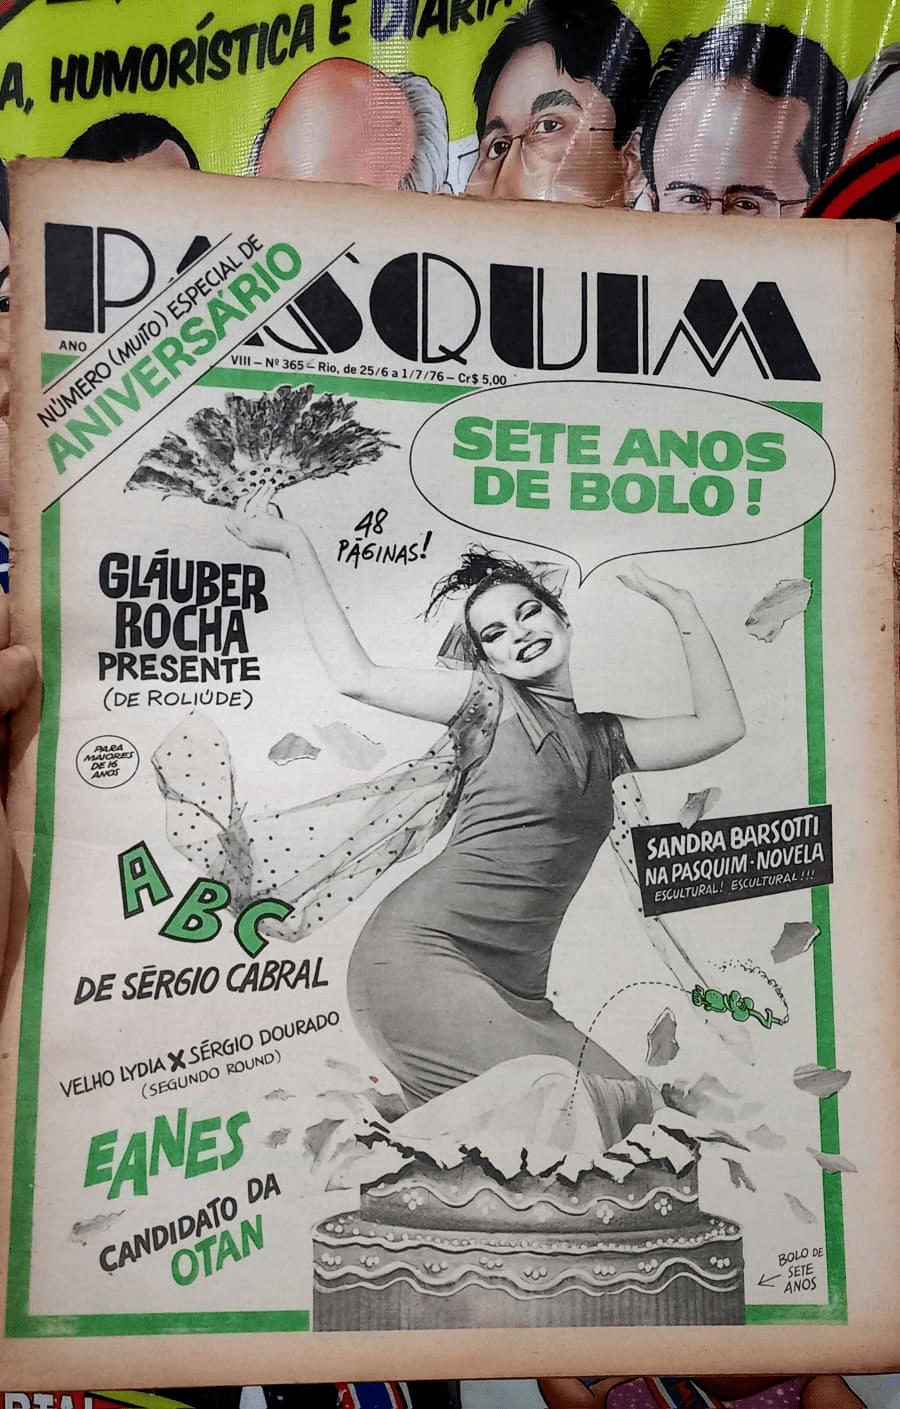 A, HUMORÍSTICA E DIÁRIA
PASQUIM
NÚMERO (MUITO) ESPECIAL DE
ANIVERSÁRIO
ANO VIII – Nº 365 – Rio, de 25/6 a 1/7/76 – Cr$ 5,00
SETE ANOS
DE BOLO!
48
PÁGINAS!
GLÁUBER
ROCHA
PRESENTE
(DE ROLIÚDE)
PARA
MAIORES
DE 16
ANOS
SANDRA BARSOTTI
NA PASQUIM-NOVELA
ESCULTURAL! ESCULTURAL!!!
ABC
DE SÉRGIO CABRAL
VELHO LYDIA X SÉRGIO DOURADO
(SEGUNDO ROUND)
EANES
CANDIDATO DA
OTAN
BOLO DE
SETE
ANOS